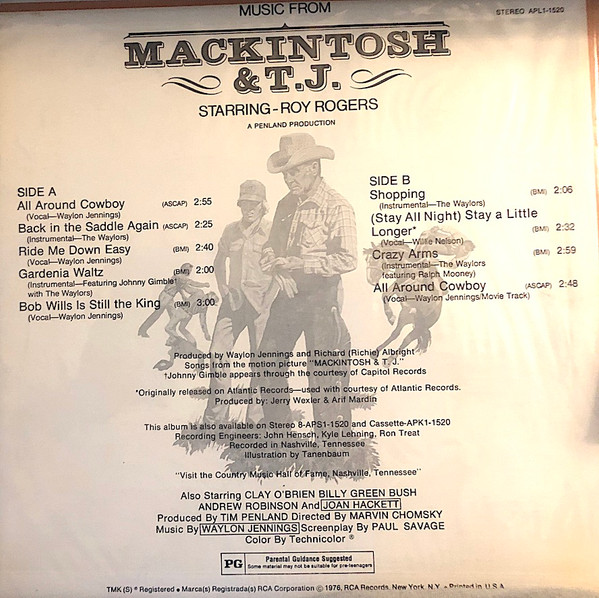 MUSIC FROM
STEREO APL1-1520
MACKINTOSH
& T.J.
STARRING-ROY ROGERS
A PENLAND PRODUCTION
SIDE A
All Around Cowboy (ASCAP) 2:55
(Vocal—Waylon Jennings)
Back in the Saddle Again (ASCAP) 2:25
(Instrumental—The Waylors)
Ride Me Down Easy (BMI) 2:40
(Vocal—Waylon Jennings)
Gardenia Waltz (BMI) 2:00
(Instrumental—Featuring Johnny Gimble†
with The Waylors)
Bob Wills Is Still the King (BMI) 3:00
(Vocal—Waylon Jennings)
SIDE B
Shopping (BMI) 2:06
(Instrumental—The Waylors)
(Stay All Night) Stay a Little
Longer* (BMI) 2:32
(Vocal—Willie Nelson)
Crazy Arms (BMI) 2:59
(Instrumental—The Waylors
featuring Ralph Mooney)
All Around Cowboy (ASCAP) 2:48
(Vocal—Waylon Jennings/Movie Track)
Produced by Waylon Jennings and Richard (Richie) Albright
Songs from the motion picture "MACKINTOSH & T.J."
†Johnny Gimble appears through the courtesy of Capitol Records
*Originally released on Atlantic Records—used with courtesy of Atlantic Records.
Produced by: Jerry Wexler & Arif Mardin
This album is also available on Stereo 8-APS1-1520 and Cassette-APK1-1520
Recording Engineers: John Hensch, Kyle Lehning, Ron Treat
Recorded in Nashville, Tennessee
Illustration by Tanenbaum
"Visit the Country Music Hall of Fame, Nashville, Tennessee"
Also Starring CLAY O'BRIEN BILLY GREEN BUSH
ANDREW ROBINSON And JOAN HACKETT
Produced By TIM PENLAND Directed By MARVIN CHOMSKY
Music By WAYLON JENNINGS Screenplay By PAUL SAVAGE
Color By Technicolor ®
PG Parental Guidance Suggested
Some material may not be suitable for pre-teenagers
TMK (S) ® Registered • Marca(s) Registrada(s) RCA Corporation © 1976, RCA Records, New York, N.Y. • Printed in U.S.A.